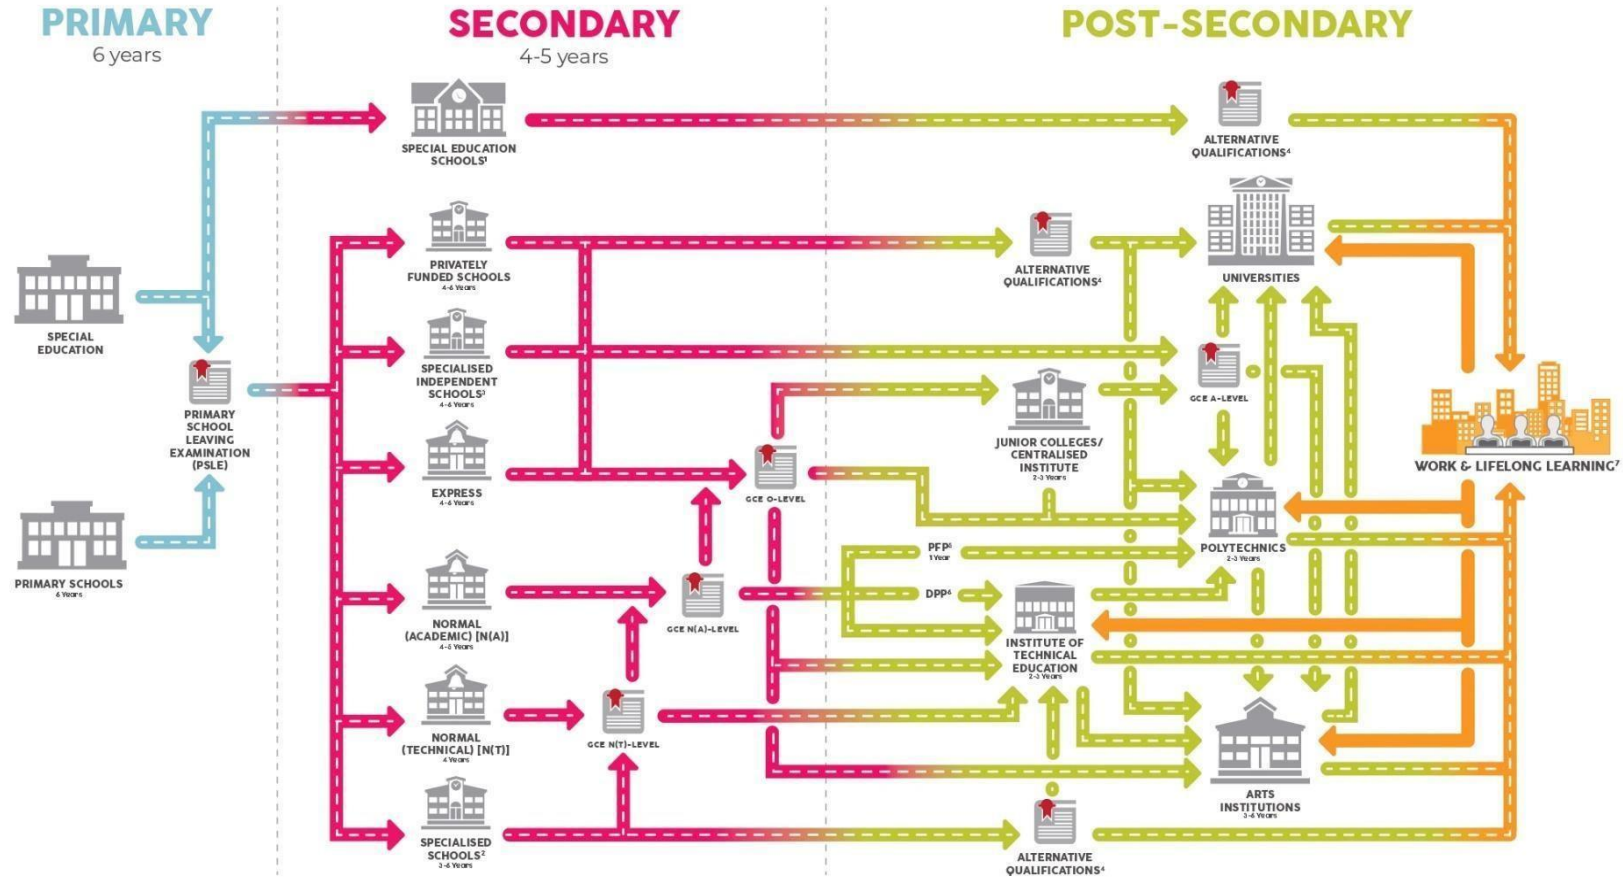 PRIMARY
6 years
SECONDARY
4-5 years
POST-SECONDARY
SPECIAL EDUCATION
SCHOOLS¹
ALTERNATIVE
QUALIFICATIONS⁴
PRIVATELY
FUNDED SCHOOLS
4-6 Years
ALTERNATIVE
QUALIFICATIONS⁴
UNIVERSITIES
SPECIAL
EDUCATION
SPECIALISED
INDEPENDENT
SCHOOLS³
4-6 Years
GCE A-LEVEL
PRIMARY
SCHOOL
LEAVING
EXAMINATION
(PSLE)
JUNIOR COLLEGES/
CENTRALISED
INSTITUTE
2-3 Years
WORK & LIFELONG LEARNING⁷
EXPRESS
4-6 Years
GCE O-LEVEL
POLYTECHNICS
2-3 Years
PFP⁵
1 Year
PRIMARY SCHOOLS
6 Years
DPP⁶
NORMAL
(ACADEMIC) [N(A)]
4-5 Years
GCE N(A)-LEVEL
INSTITUTE OF
TECHNICAL
EDUCATION
2-3 Years
NORMAL
(TECHNICAL) [N(T)]
4 Years
GCE N(T)-LEVEL
ARTS
INSTITUTIONS
3-6 Years
SPECIALISED
SCHOOLS²
3-6 Years
ALTERNATIVE
QUALIFICATIONS⁴